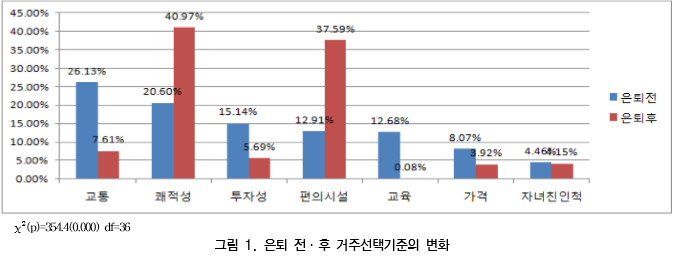 45.00%
40.00%
35.00%
30.00%
25.00%
20.00%
15.00%
10.00%
5.00%
0.00%
26.13%
7.61%
20.60%
40.97%
15.14%
5.69%
12.91%
37.59%
12.68%
0.08%
8.07%
3.92%
4.46%
4.15%
교통
쾌적성
투자성
편의시설
교육
가격
자녀친인척
은퇴전
은퇴후
χ²(p)=354.4(0.000) df=36
그림 1. 은퇴 전·후 거주선택기준의 변화